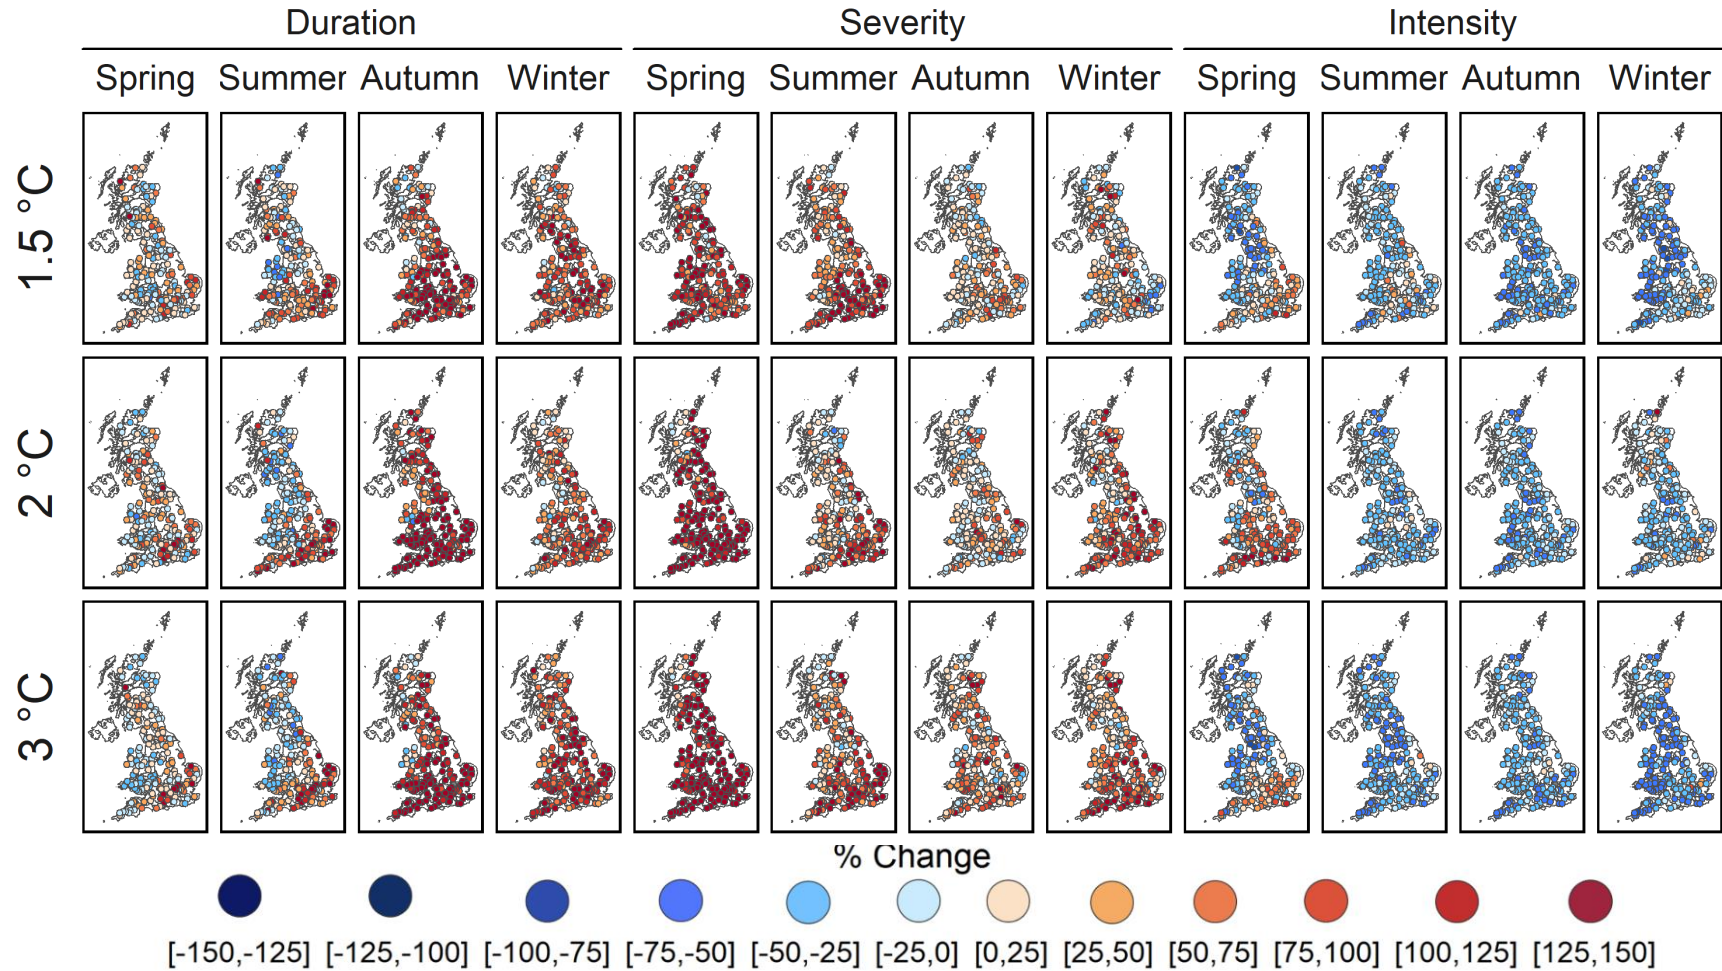 Duration Severity Intensity
Spring Summer Autumn Winter Spring Summer Autumn Winter Spring Summer Autumn Winter
1.5 °C
2 °C
3 °C
% Change
[-150,-125] [-125,-100] [-100,-75] [-75,-50] [-50,-25] [-25,0] [0,25] [25,50] [50,75] [75,100] [100,125] [125,150]